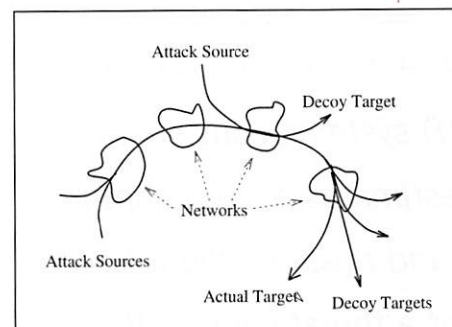 Attack Source
Decoy Target
Networks
Attack Sources
Actual Target
Decoy Targets